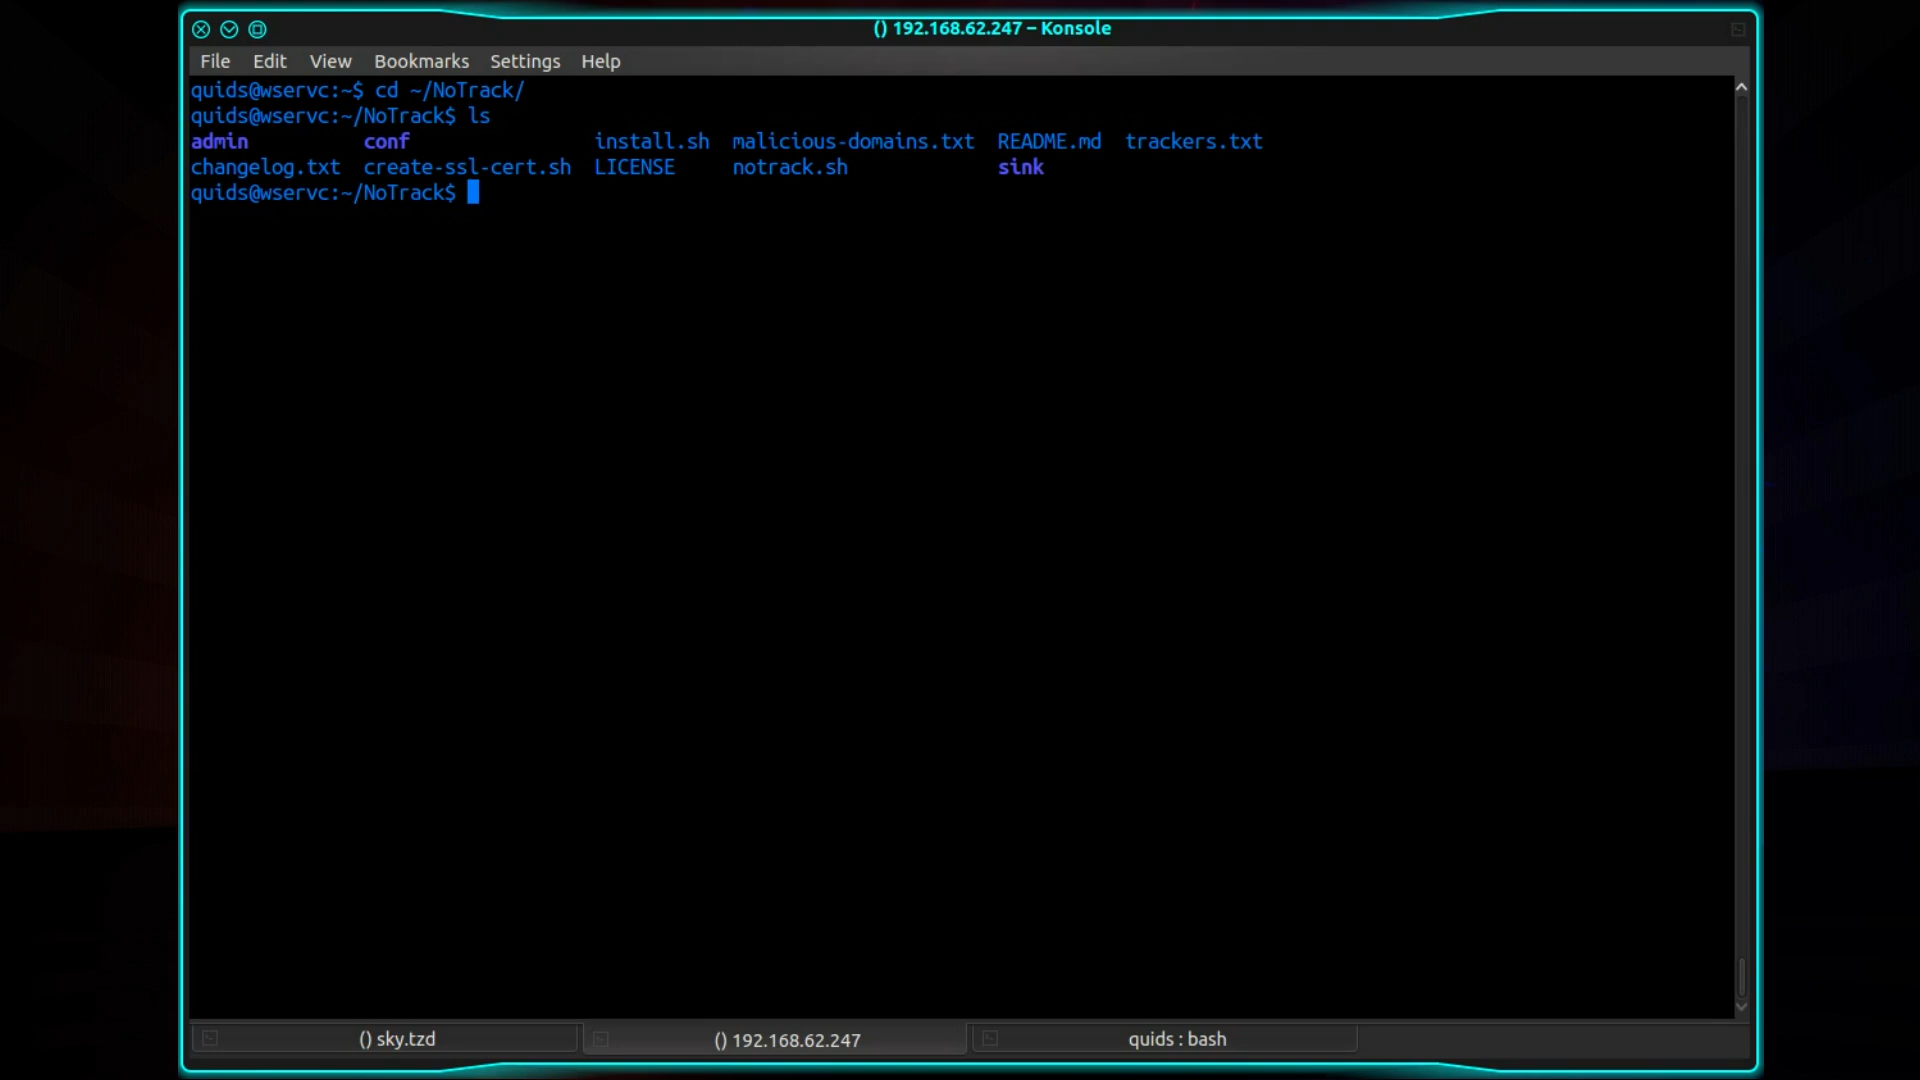 () 192.168.62.247 – Konsole
File Edit View Bookmarks Settings Help
quids@wservc:~$ cd ~/NoTrack/
quids@wservc:~/NoTrack$ ls
admin conf install.sh malicious-domains.txt README.md trackers.txt
changelog.txt create-ssl-cert.sh LICENSE notrack.sh sink
quids@wservc:~/NoTrack$
() sky.tzd () 192.168.62.247 quids : bash